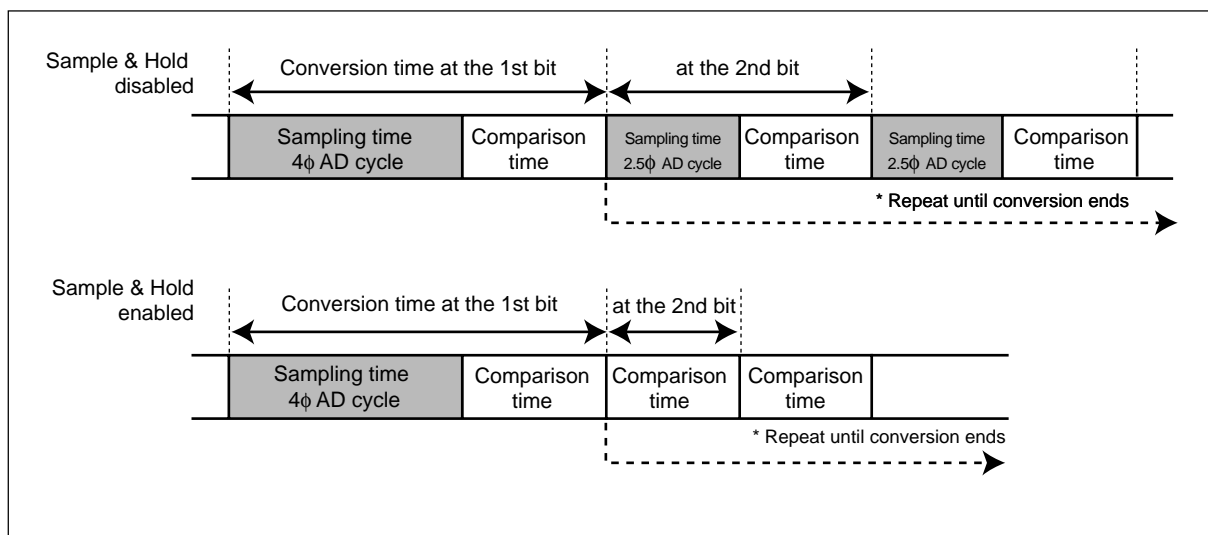 Sample & Hold
disabled
Conversion time at the 1st bit
at the 2nd bit
Sampling time
4ϕ AD cycle
Comparison
time
Sampling time
2.5ϕ AD cycle
Comparison
time
Sampling time
2.5ϕ AD cycle
Comparison
time
* Repeat until conversion ends
Sample & Hold
enabled
Conversion time at the 1st bit
at the 2nd bit
Sampling time
4ϕ AD cycle
Comparison
time
Comparison
time
Comparison
time
* Repeat until conversion ends